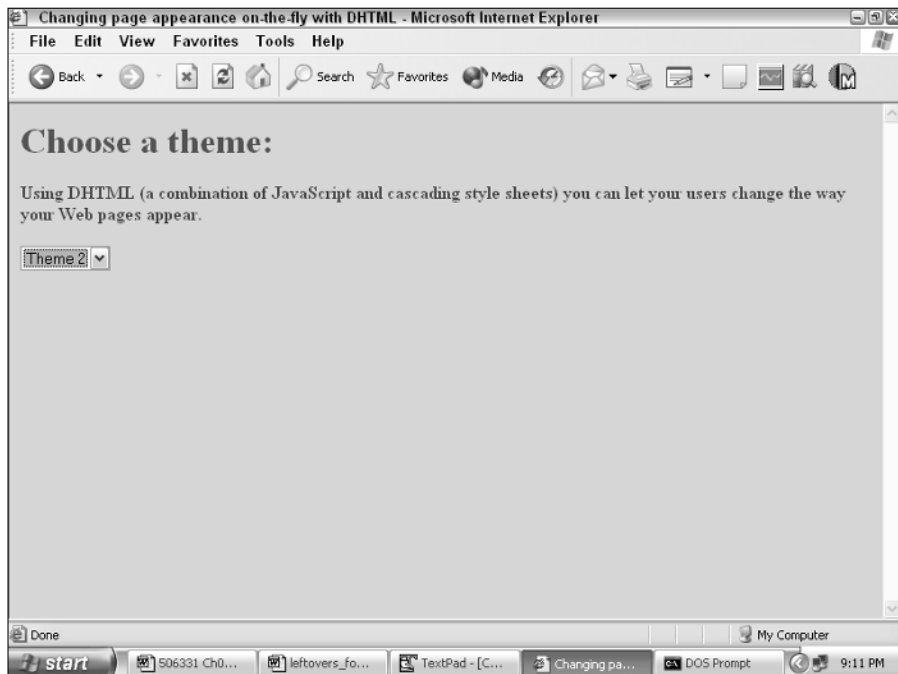 Changing page appearance on-the-fly with DHTML - Microsoft Internet Explorer
File Edit View Favorites Tools Help
Back Search Favorites Media
Choose a theme:
Using DHTML (a combination of JavaScript and cascading style sheets) you can let your users change the way
your Web pages appear.
Theme 2
Done My Computer
start 506331 Ch0... leftovers_fo... TextPad - [C... Changing pa... DOS Prompt 9:11 PM